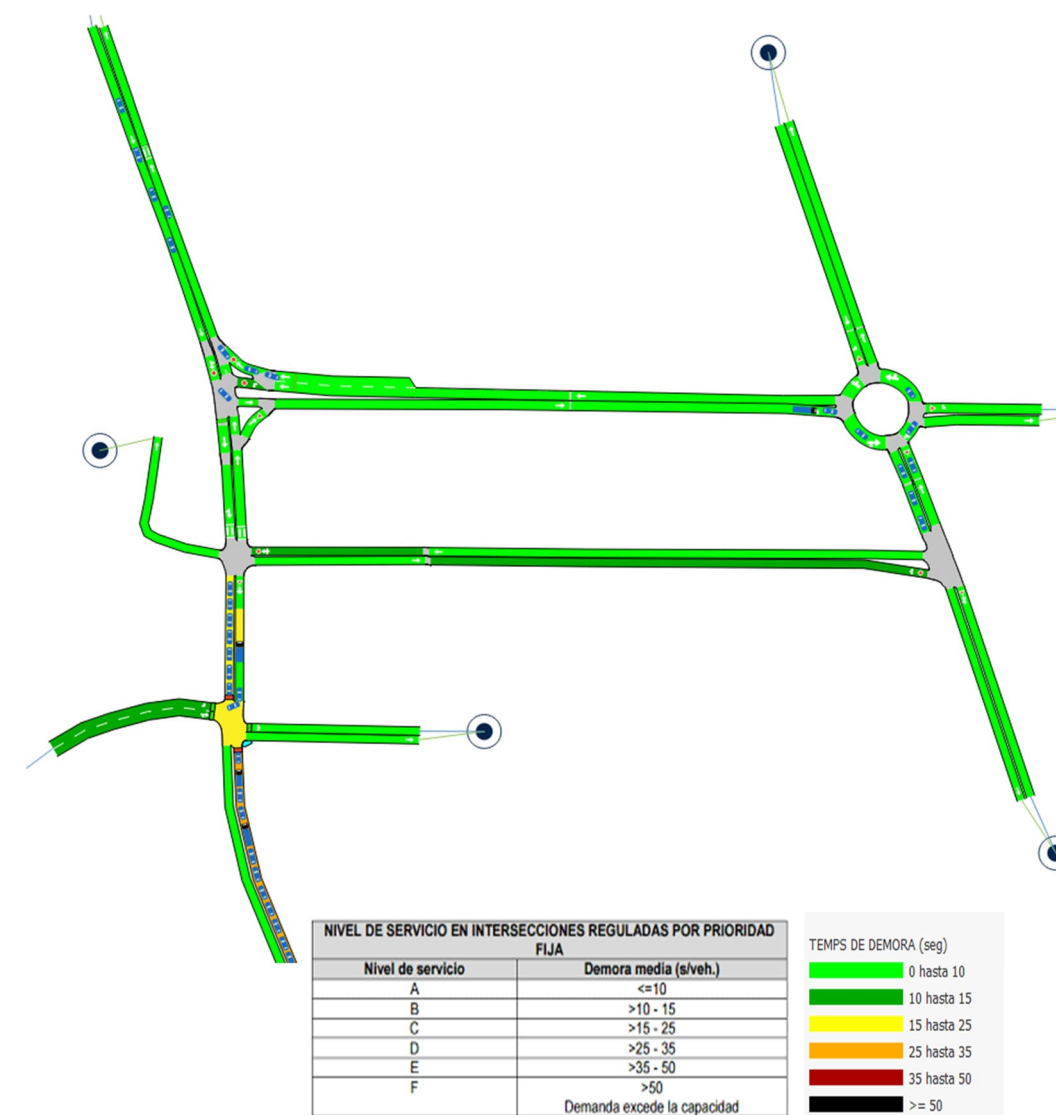 NIVEL DE SERVICIO EN INTERSECCIONES REGULADAS POR PRIORIDAD
FIJA
Nivel de servicio Demora media (s/veh.)
A <=10
B >10 - 15
C >15 - 25
D >25 - 35
E >35 - 50
F >50
Demanda excede la capacidad
TEMPS DE DEMORA (seg)
0 hasta 10
10 hasta 15
15 hasta 25
25 hasta 35
35 hasta 50
>= 50